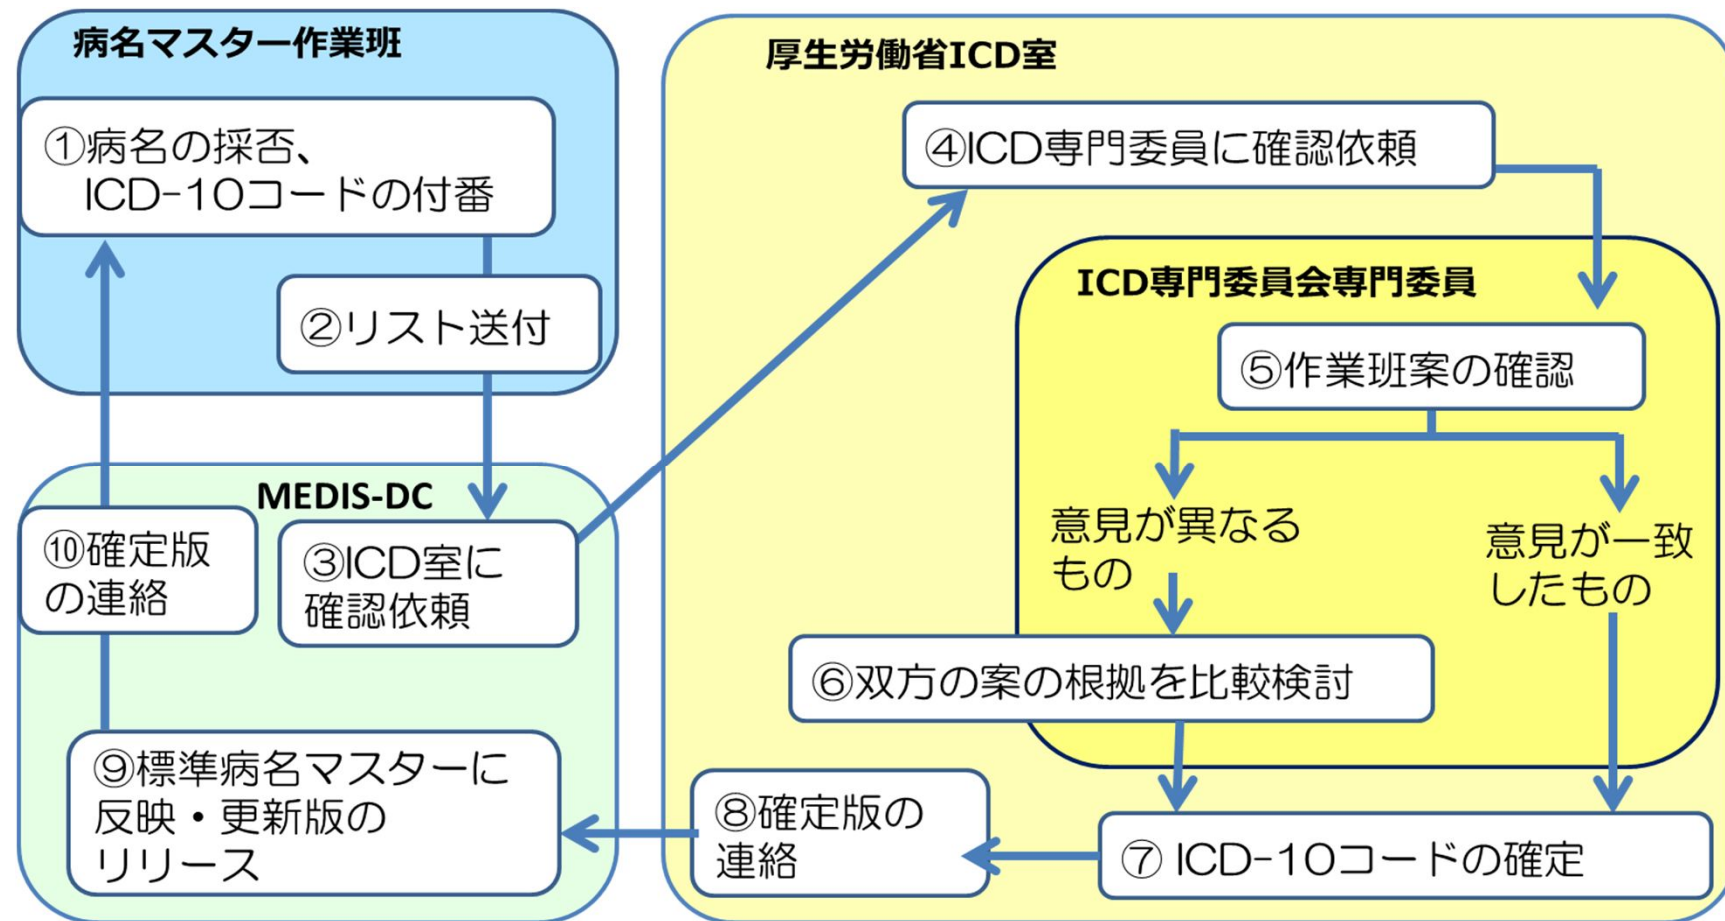 病名マスター作業班
①病名の採否、
ICD-10コードの付番
②リスト送付
MEDIS-DC
③ICD室に
確認依頼
厚生労働省ICD室
④ICD専門委員に確認依頼
ICD専門委員会専門委員
⑤作業班案の確認
意見が異なる
もの
意見が一致
したもの
⑥双方の案の根拠を比較検討
⑦ ICD-10コードの確定
⑧確定版の
連絡
⑨標準病名マスターに
反映・更新版の
リリース
⑩確定版
の連絡